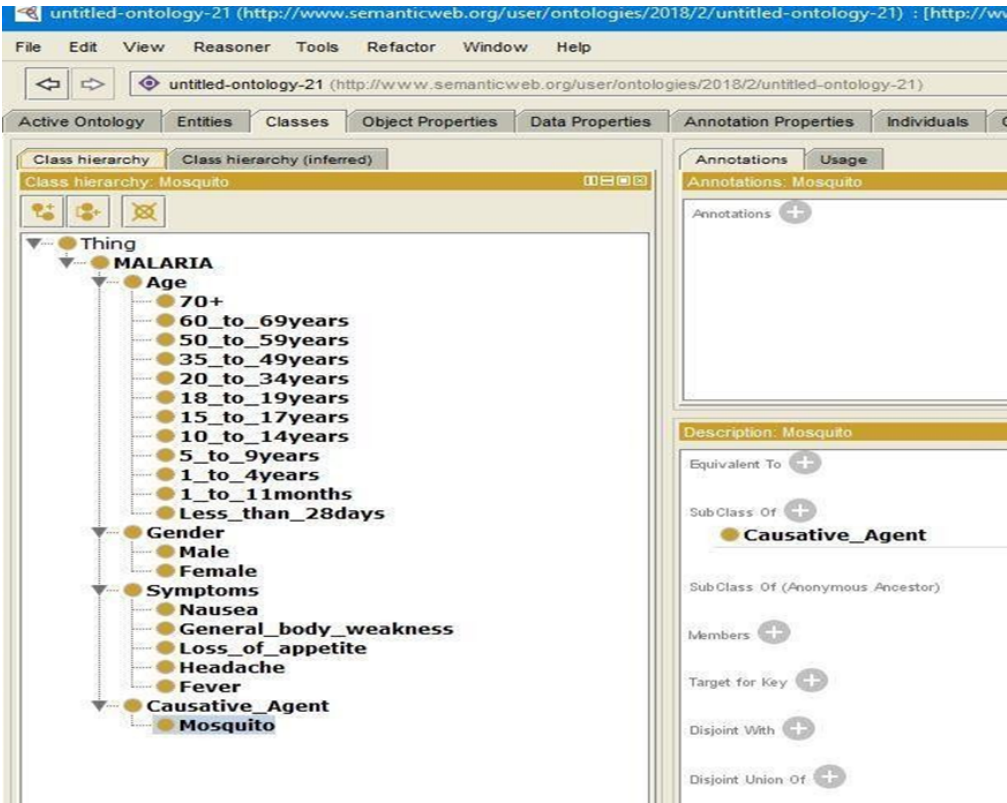 untitled-ontology-21 (http://www.semanticweb.org/user/ontologies/2018/2/untitled-ontology-21) : [http://ww
File Edit View Reasoner Tools Refactor Window Help
untitled-ontology-21 (http://www.semanticweb.org/user/ontologies/2018/2/untitled-ontology-21)
Active Ontology Entities Classes Object Properties Data Properties Annotation Properties Individuals
Class hierarchy Class hierarchy (inferred)
Class hierarchy: Mosquito
Thing
MALARIA
Age
70+
60_to_69years
50_to_59years
35_to_49years
20_to_34years
18_to_19years
15_to_17years
10_to_14years
5_to_9years
1_to_4years
1_to_11months
Less_than_28days
Gender
Male
Female
Symptoms
Nausea
General_body_weakness
Loss_of_appetite
Headache
Fever
Causative_Agent
Mosquito
Annotations Usage
Annotations: Mosquito
Annotations
Description: Mosquito
Equivalent To
SubClass Of
Causative_Agent
SubClass Of (Anonymous Ancestor)
Members
Target for Key
Disjoint With
Disjoint Union Of